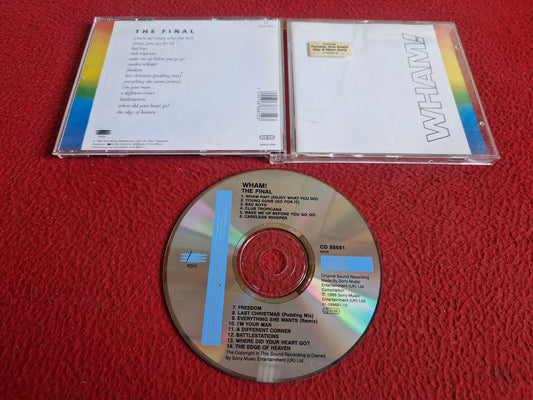 THE FINAL
wham rap! (enjoy what you do!)
young guns (go for it!)
bad boys
club tropicana
wake me up before you go go
careless whisper
freedom
last christmas (pudding mix)
everything she wants (remix)
i'm your man
a different corner
battlestations
where did your heart go?
the edge of heaven
epic
WHAM!
WHAM!
THE FINAL
1. WHAM RAP! (ENJOY WHAT YOU DO)
2. YOUNG GUNS (GO FOR IT)
3. BAD BOYS
4. CLUB TROPICANA
5. WAKE ME UP BEFORE YOU GO GO
6. CARELESS WHISPER
epic
CD 88681
Original Sound Recording
Made By Sony Music
Entertainment (UK) Ltd.
Compilation
℗ 1986 Sony Music
Entertainment (UK) Ltd.
01-088681-10
7. FREEDOM
8. LAST CHRISTMAS (Pudding Mix)
9. EVERYTHING SHE WANTS (Remix)
10. I'M YOUR MAN
11. A DIFFERENT CORNER
12. BATTLESTATIONS
13. WHERE DID YOUR HEART GO?
14. THE EDGE OF HEAVEN
The Copyright In This Sound Recording Is Owned
By Sony Music Entertainment (UK) Ltd.